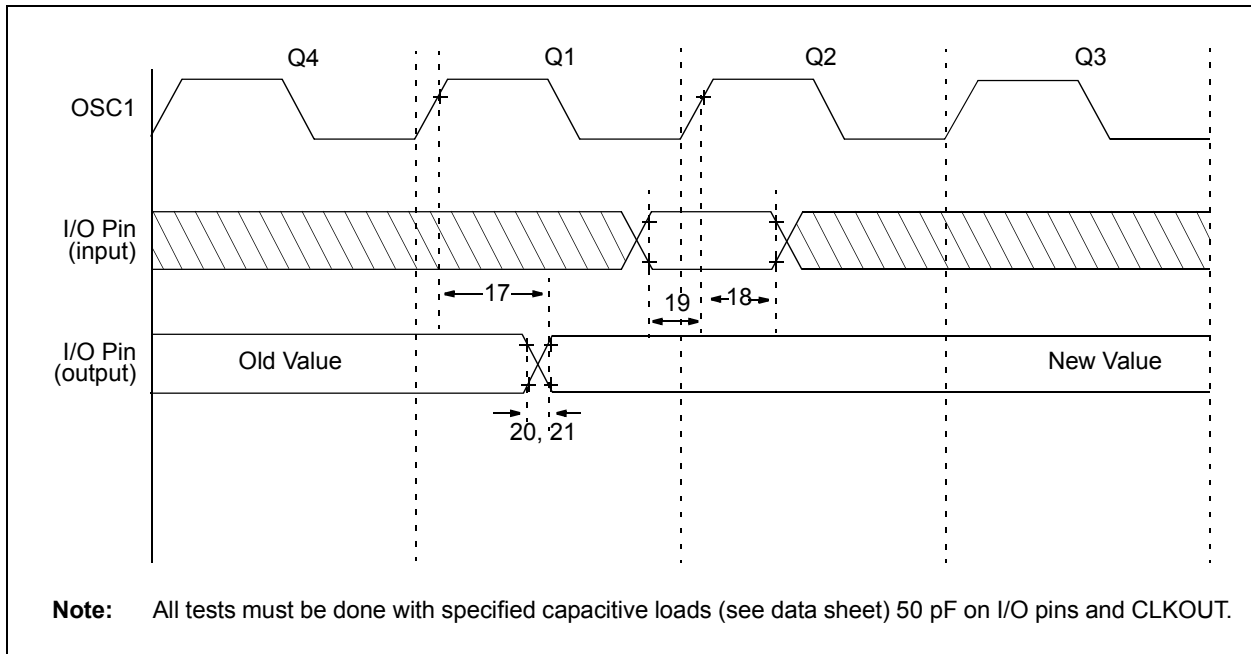 Q4 Q1 Q2 Q3
OSC1
I/O Pin
(input)
17
19
18
I/O Pin
(output)
Old Value
New Value
20, 21
Note: All tests must be done with specified capacitive loads (see data sheet) 50 pF on I/O pins and CLKOUT.